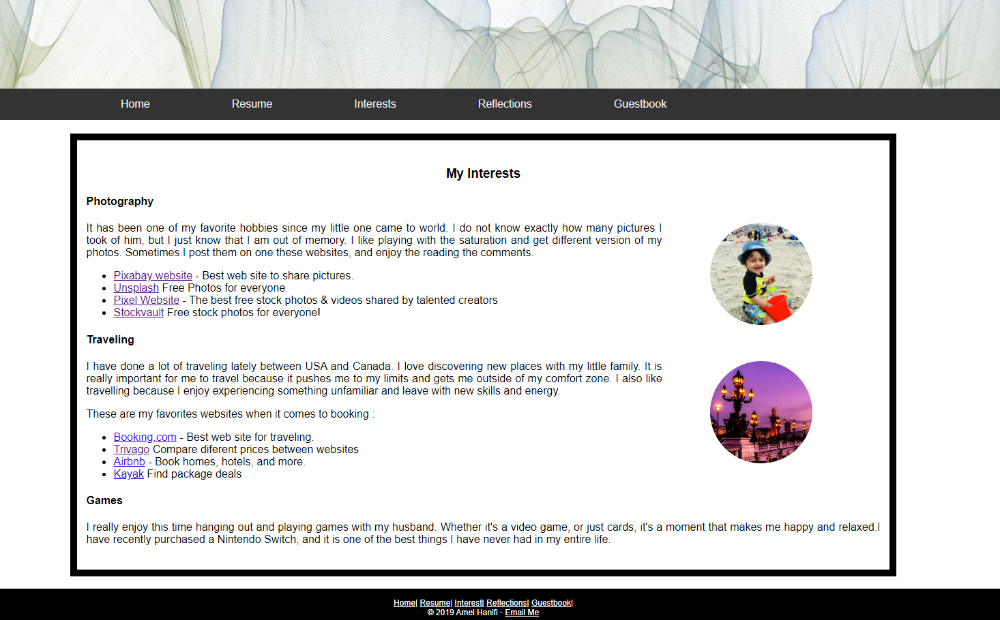 Home Resume Interests Reflections Guestbook
My Interests
Photography
It has been one of my favorite hobbies since my little one came to world. I do not know exactly how many pictures I
took of him, but I just know that I am out of memory. I like playing with the saturation and get different version of my
photos. Sometimes.I post them on one these websites, and enjoy the reading the comments.
• Pixabay website - Best web site to share pictures.
• Unsplash Free Photos for everyone.
• Pixel Website - The best free stock photos & videos shared by talented creators
• Stockvault Free stock photos for everyone!
Traveling
I have done a lot of traveling lately between USA and Canada. I love discovering new places with my little family. It is
really important for me to travel because it pushes me to my limits and gets me outside of my comfort zone. I also like
travelling because I enjoy experiencing something unfamiliar and leave with new skills and energy.
These are my favorites websites when it comes to booking :
• Booking.com - Best web site for traveling.
• Trivago Compare diferent prices between websites
• Airbnb - Book homes, hotels, and more.
• Kayak Find package deals
Games
I really enjoy this time hanging out and playing games with my husband. Whether it's a video game, or just cards, it's a moment that makes me happy and relaxed.I
have recently purchased a Nintendo Switch, and it is one of the best things I have never had in my entire life.
Home| Resume| Interest| Reflections| Guestbook|
© 2019 Amel Hanifi - Email Me